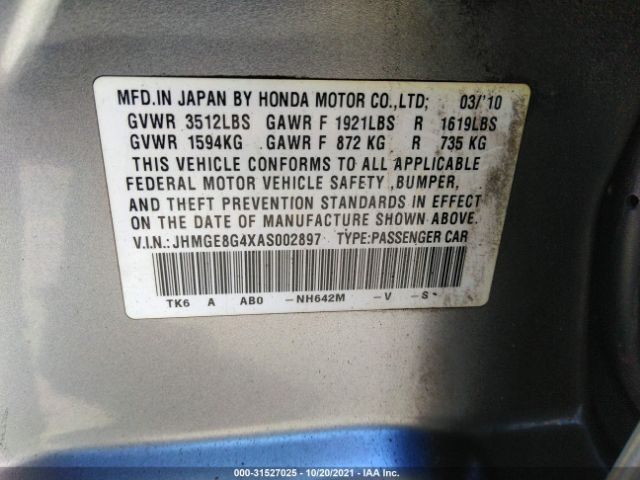 MFD.IN JAPAN BY HONDA MOTOR CO.,LTD; 03/'10
GVWR 3512LBS GAWR F 1921LBS R 1619LBS
GVWR 1594KG GAWR F 872 KG R 735 KG
THIS VEHICLE CONFORMS TO ALL APPLICABLE
FEDERAL MOTOR VEHICLE SAFETY ,BUMPER,
AND THEFT PREVENTION STANDARDS IN EFFECT
ON THE DATE OF MANUFACTURE SHOWN ABOVE.
V.I.N.: JHMGE8G4XAS002897 TYPE:PASSENGER CAR
TK6 A AB0 -NH642M -V -S-
000-31527025 - 10/20/2021 - IAA Inc.